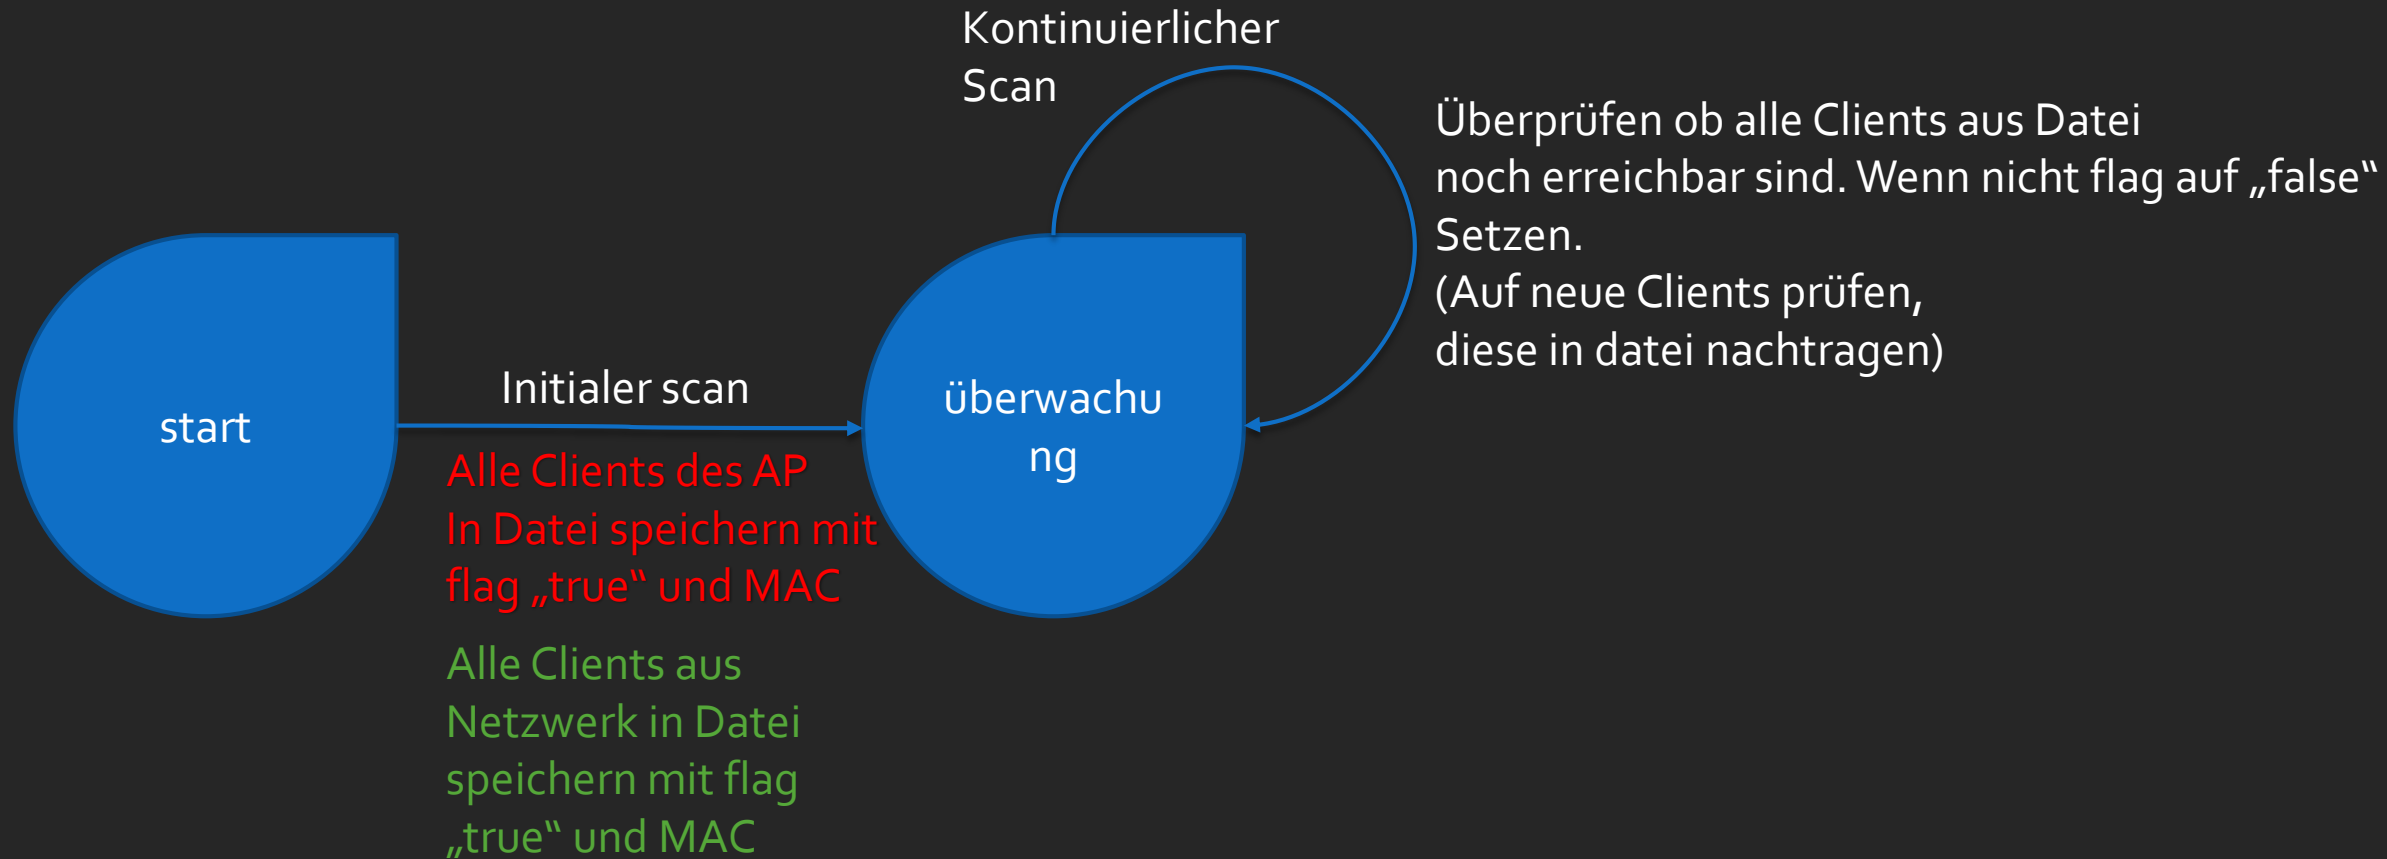 Kontinuierlicher
Scan
Überprüfen ob alle Clients aus Datei
noch erreichbar sind. Wenn nicht flag auf „false“
Setzen.
(Auf neue Clients prüfen,
diese in datei nachtragen)
start
Initialer scan
Alle Clients des AP
In Datei speichern mit
flag „true“ und MAC
Alle Clients aus
Netzwerk in Datei
speichern mit flag
„true“ und MAC
überwachu
ng